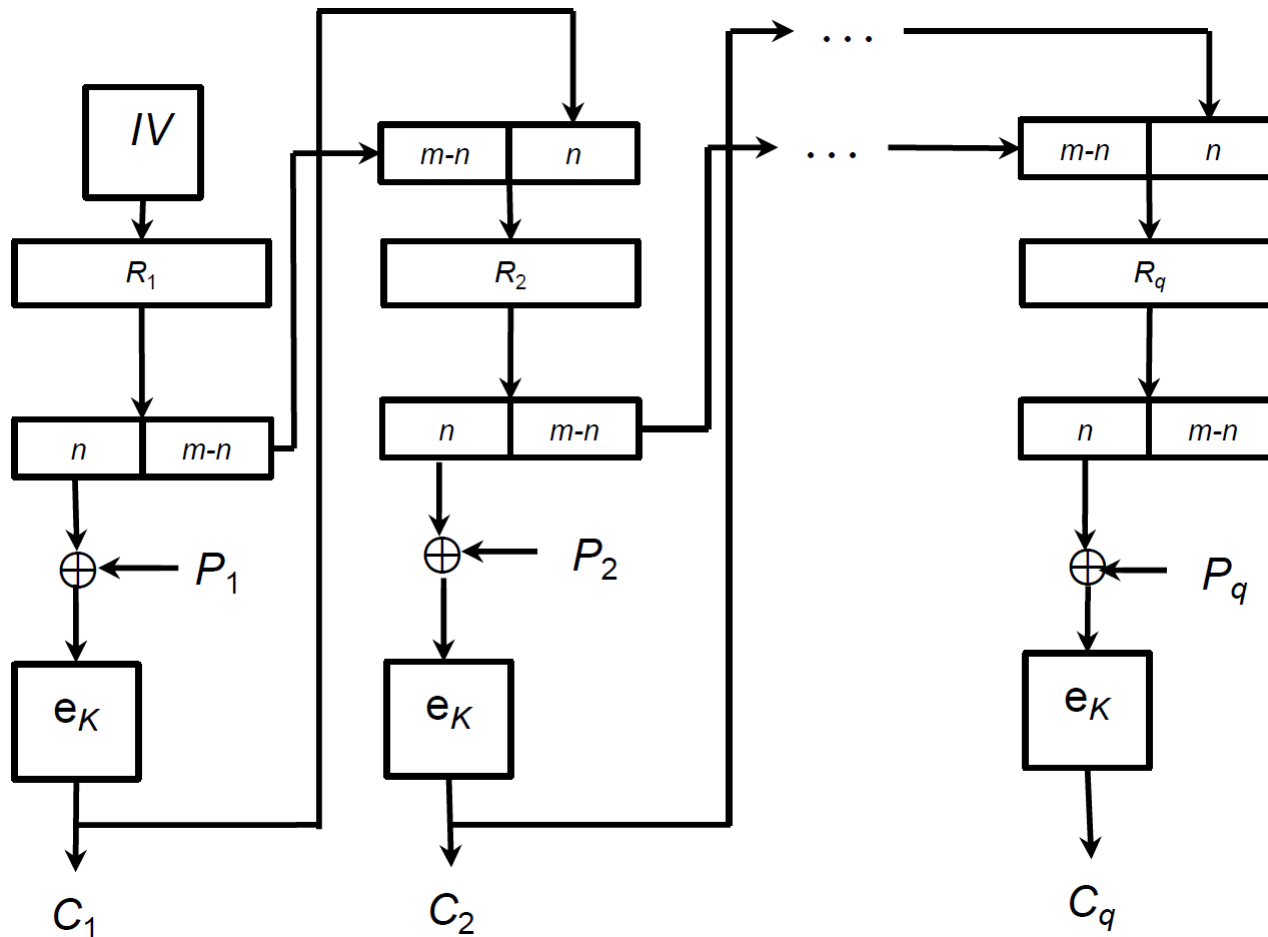 . . .
IV
m-n n
. . .
m-n n
R1
R2
Rq
n m-n
n m-n
n m-n
P1
P2
Pq
eK
eK
eK
C1
C2
Cq